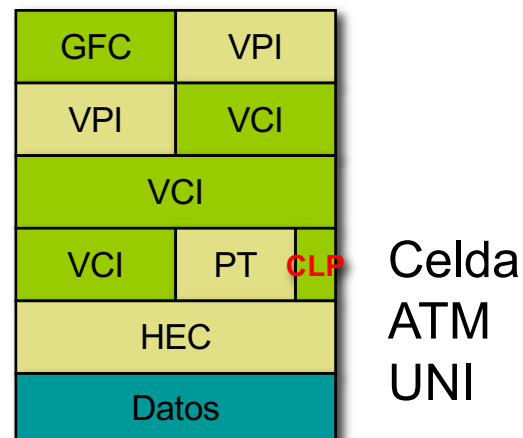 GFC VPI
VPI VCI
VCI
VCI PT CLP
HEC
Datos
Celda
ATM
UNI